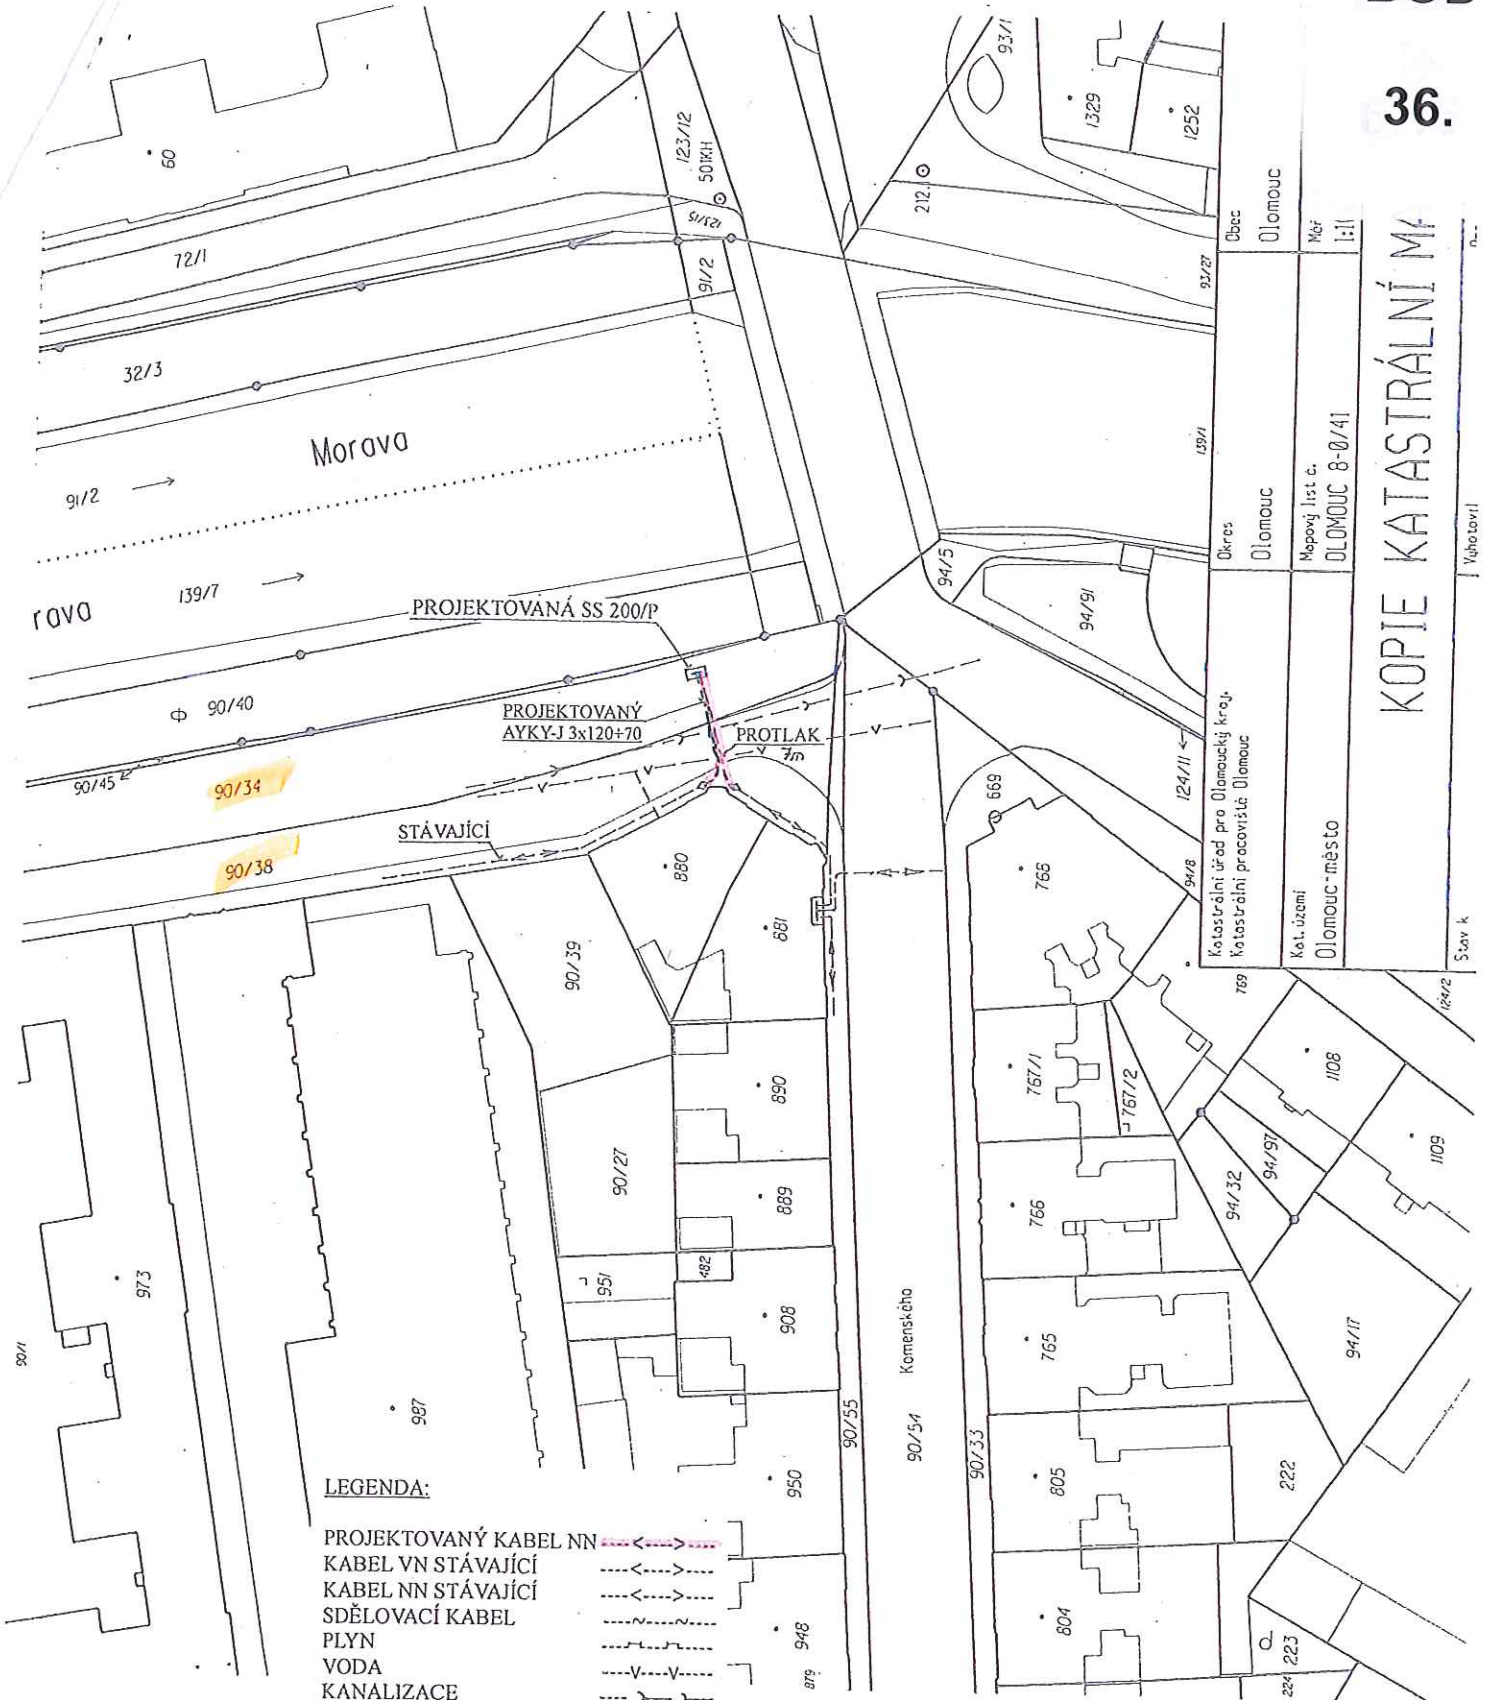 36.
60
72/1
32/3
Morava
91/2
139/7
rava
123/12
501KH
123/15
91/2
212.
93/1
1329
1252
93/27
139/1
94/5
94/91
124/11
94/8
PROJEKTOVANÁ SS 200/P
PROJEKTOVANÝ
AYKY-J 3x120+70
PROTLAK
90/40
90/45
90/34
90/38
STÁVAJÍCÍ
880
881
90/39
890
90/27
889
951
482
908
950
948
879
973
90/1
987
669
768
767/1
767/2
766
765
805
804
222
223
224
769
124/2
1108
1109
94/97
94/32
94/17
Komenského
90/55
90/54
90/33
Katastrální úřad pro Olomoucký kraj.
Katastrální pracoviště Olomouc
Okres
Olomouc
Obec
Olomouc
Kat. území
Olomouc-město
Mapový list č.
OLOMOUC 8-0/41
Měř
KOPIE KATASTRÁLNÍ
Stav k
Vyhotovil
LEGENDA:
PROJEKTOVANÝ KABEL NN
KABEL VN STÁVAJÍCÍ
KABEL NN STÁVAJÍCÍ
SDĚLOVACÍ KABEL
PLYN
VODA
KANALIZACE